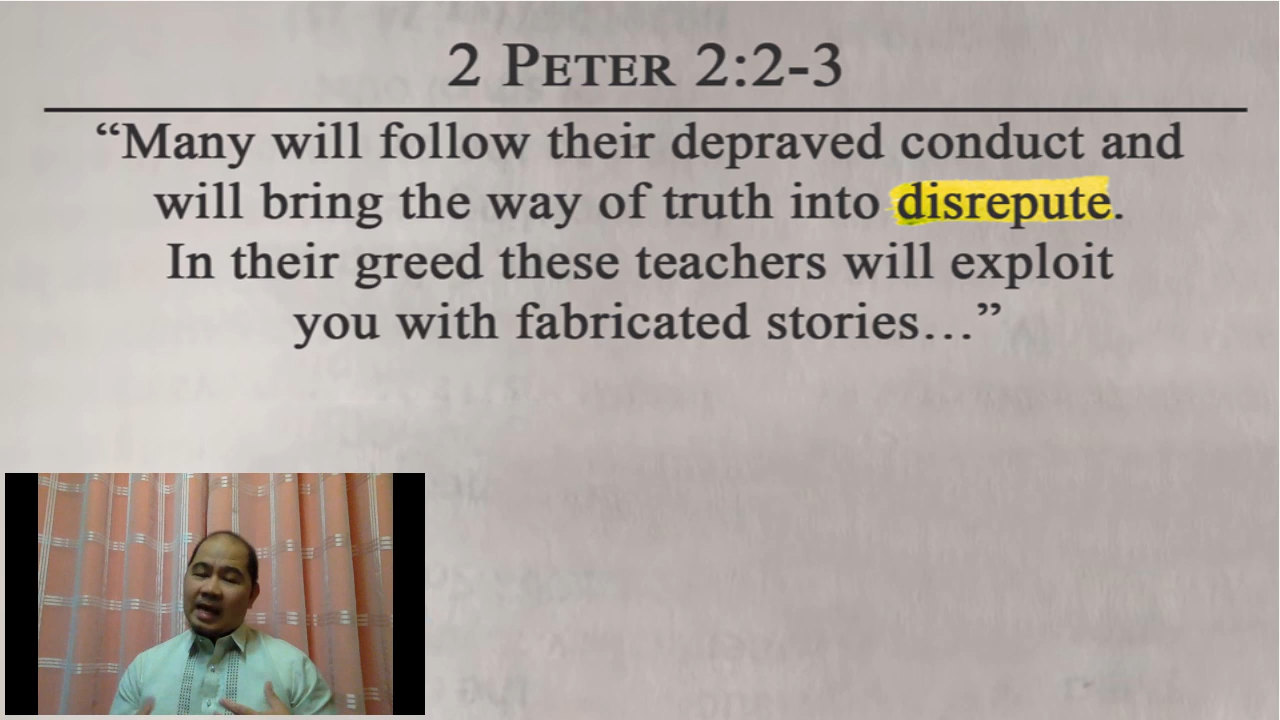 2 PETER 2:2-3
“Many will follow their depraved conduct and
will bring the way of truth into disrepute.
In their greed these teachers will exploit
you with fabricated stories…”